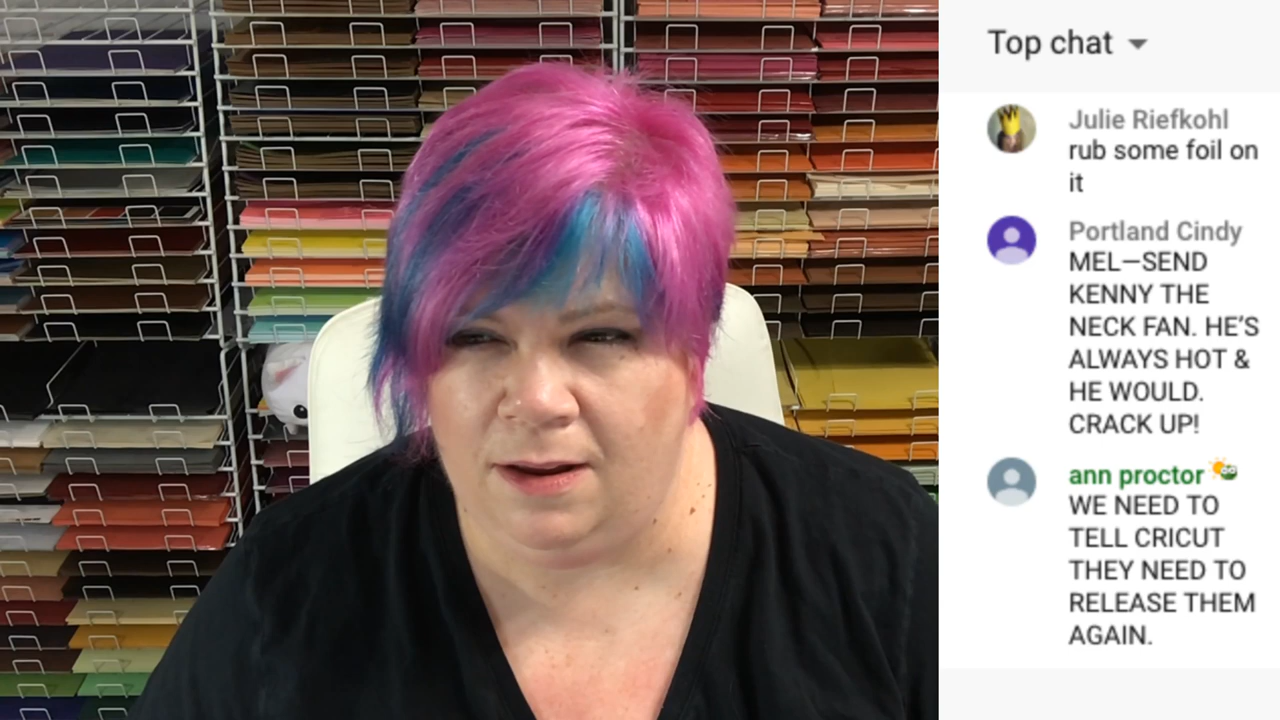 Top chat
Julie Riefkohl
rub some foil on
it
Portland Cindy
MEL—SEND
KENNY THE
NECK FAN. HE’S
ALWAYS HOT &
HE WOULD.
CRACK UP!
ann proctor
WE NEED TO
TELL CRICUT
THEY NEED TO
RELEASE THEM
AGAIN.